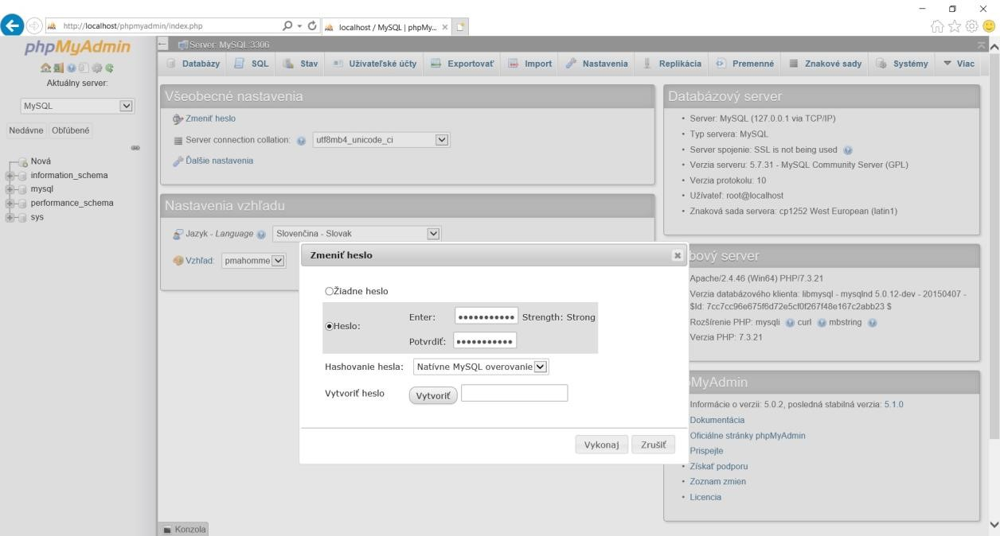 http://localhost/phpmyadmin/index.php
localhost / MySQL | phpMy...
phpMyAdmin
Aktuálny server:
MySQL
Nedávne Obľúbené
Nová
information_schema
mysql
performance_schema
sys
Server: MySQL:3306
Databázy SQL Stav Užívateľské účty Exportovať Import Nastavenia Replikácia Premenné Znakové sady Systémy Viac
Všeobecné nastavenia
Zmeniť heslo
Server connection collation: utf8mb4_unicode_ci
Ďalšie nastavenia
Nastavenia vzhľadu
Jazyk - Language Slovenčina - Slovak
Vzhľad: pmahomme
Zmeniť heslo
Žiadne heslo
Heslo:
Enter: Strength: Strong
Potvrdiť:
Hashovanie hesla: Natívne MySQL overovanie
Vytvoriť heslo Vytvoriť
Vykonaj Zrušiť
Databázový server
Server: MySQL (127.0.0.1 via TCP/IP)
Typ servera: MySQL
Server spojenie: SSL is not being used
Verzia serveru: 5.7.31 - MySQL Community Server (GPL)
Verzia protokolu: 10
Užívateľ: root@localhost
Znaková sada servera: cp1252 West European (latin1)
bový server
Apache/2.4.46 (Win64) PHP/7.3.21
Verzia databázového klienta: libmysql - mysqlnd 5.0.12-dev - 20150407 -
$Id: 7cc7cc96e675f6d72e5cf0f267f48e167c2abb23 $
Rozšírenie PHP: mysqli curl mbstring
Verzia PHP: 7.3.21
MyAdmin
Informácie o verzii: 5.0.2, posledná stabilná verzia: 5.1.0
Dokumentácia
Oficiálne stránky phpMyAdmin
Prispejte
Získať podporu
Zoznam zmien
Licencia
Konzola